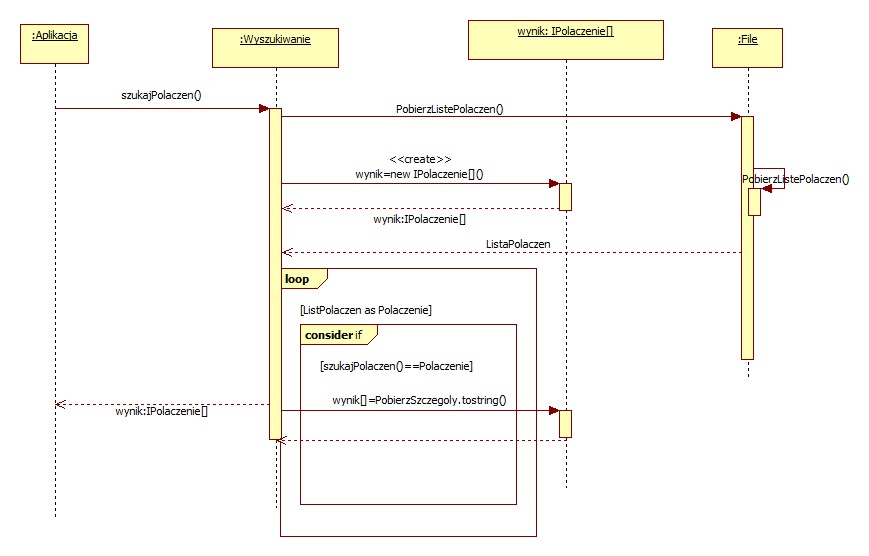 :Aplikacja
:Wyszukiwanie
wynik: IPolaczenie[]
:File
szukajPolaczen()
PobierzListePolaczen()
<<create>>
wynik=new IPolaczenie[]()
PobierzListePolaczen()
wynik:IPolaczenie[]
ListaPolaczen
loop
[ListPolaczen as Polaczenie]
consider if
[szukajPolaczen()==Polaczenie]
wynik[]=PobierzSzczegoly.tostring()
wynik:IPolaczenie[]